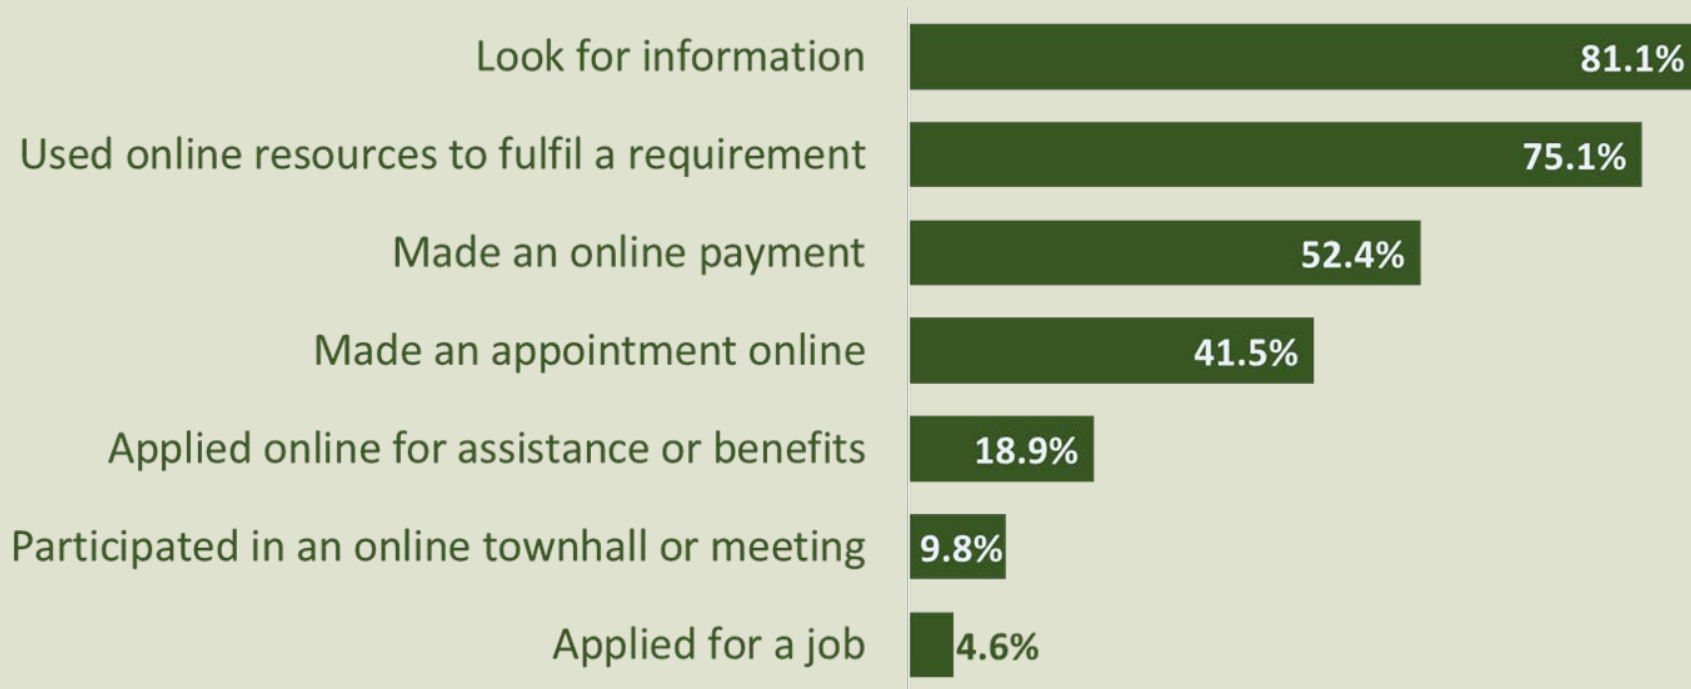 Look for information 81.1%
Used online resources to fulfil a requirement 75.1%
Made an online payment 52.4%
Made an appointment online 41.5%
Applied online for assistance or benefits 18.9%
Participated in an online townhall or meeting 9.8%
Applied for a job 4.6%